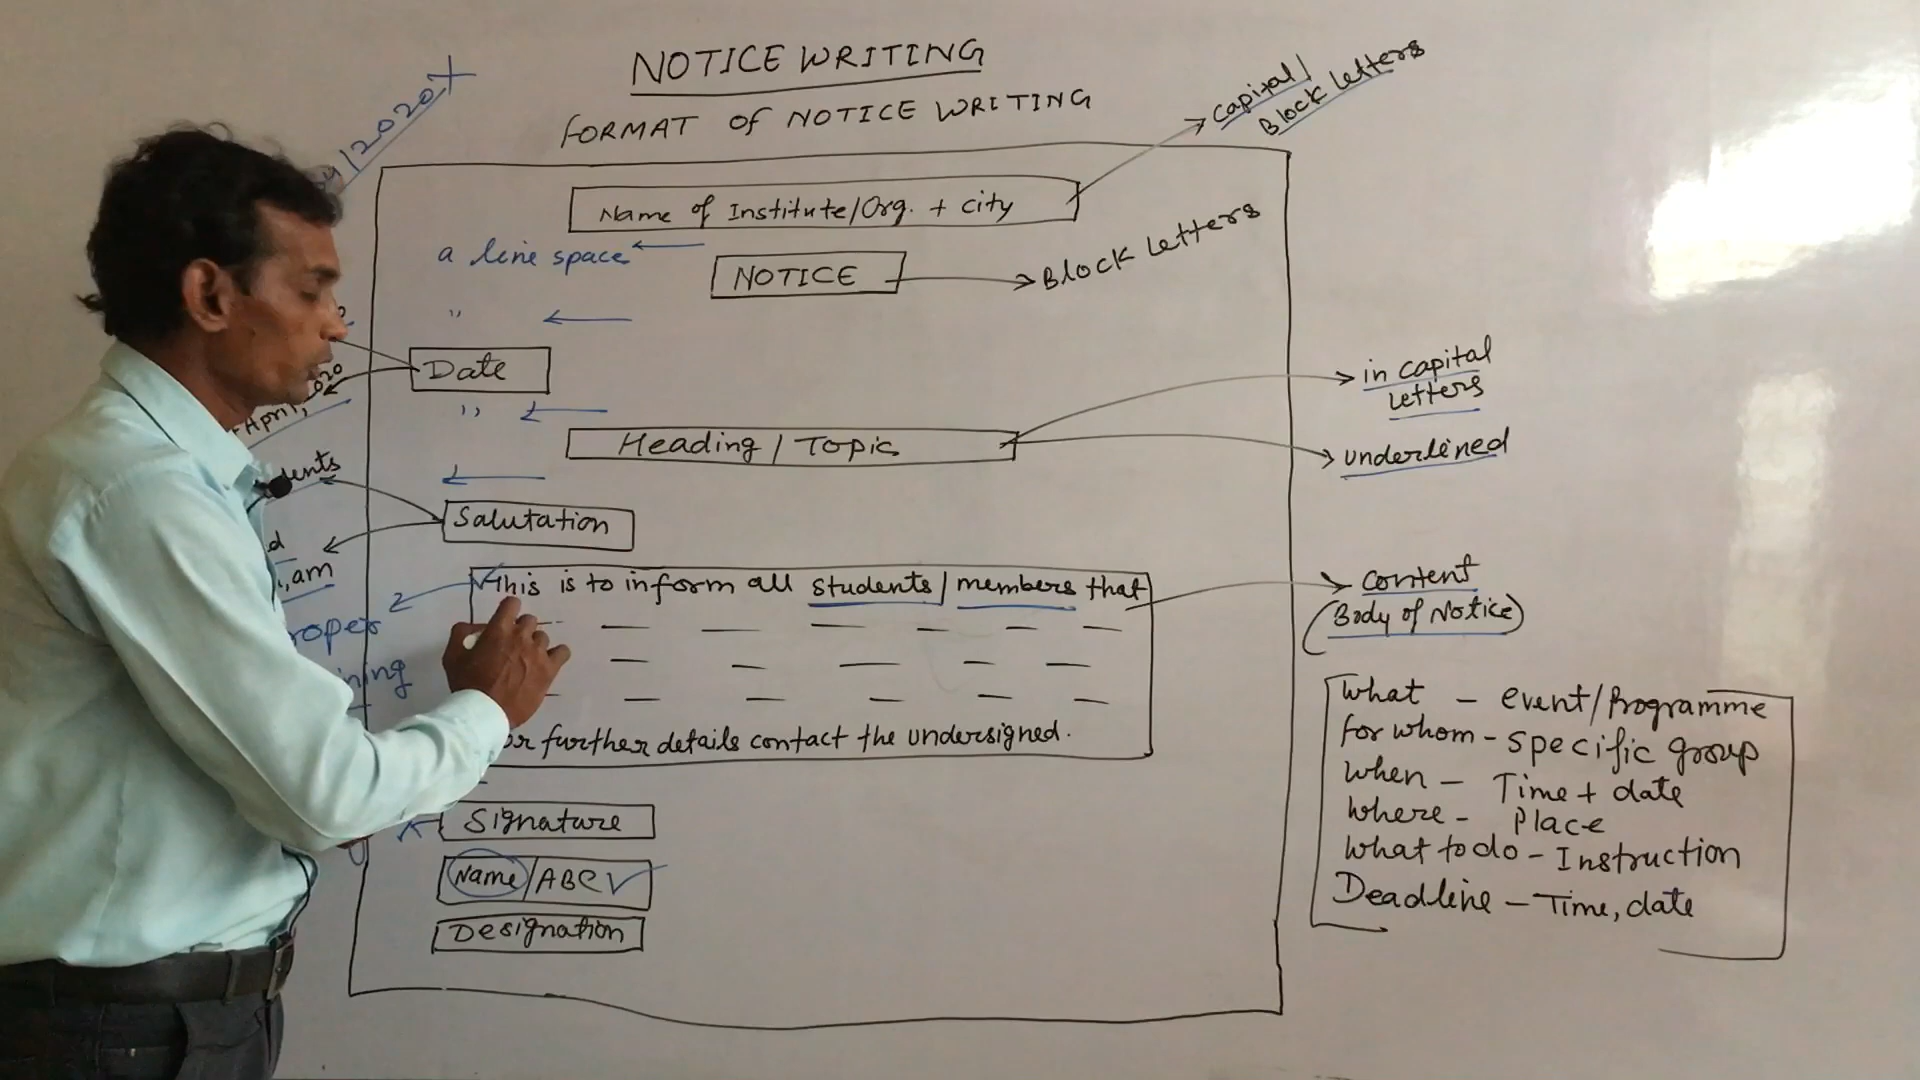 NOTICE WRITING
FORMAT OF NOTICE WRITING
Capital/
Block Letters
/2020
Name of Institute/Org. + City
a line space
NOTICE
Block Letters
"
Date
in capital
Letters
"
Heading / Topic
underlined
Salutation
,am
This is to inform all students/members that
Content
(Body of Notice)
further details contact the undersigned.
What - event/Programme
For whom - Specific group
When - Time + date
Where - Place
What to do - Instruction
Deadline - Time, date
Signature
Name/ABC
Designation